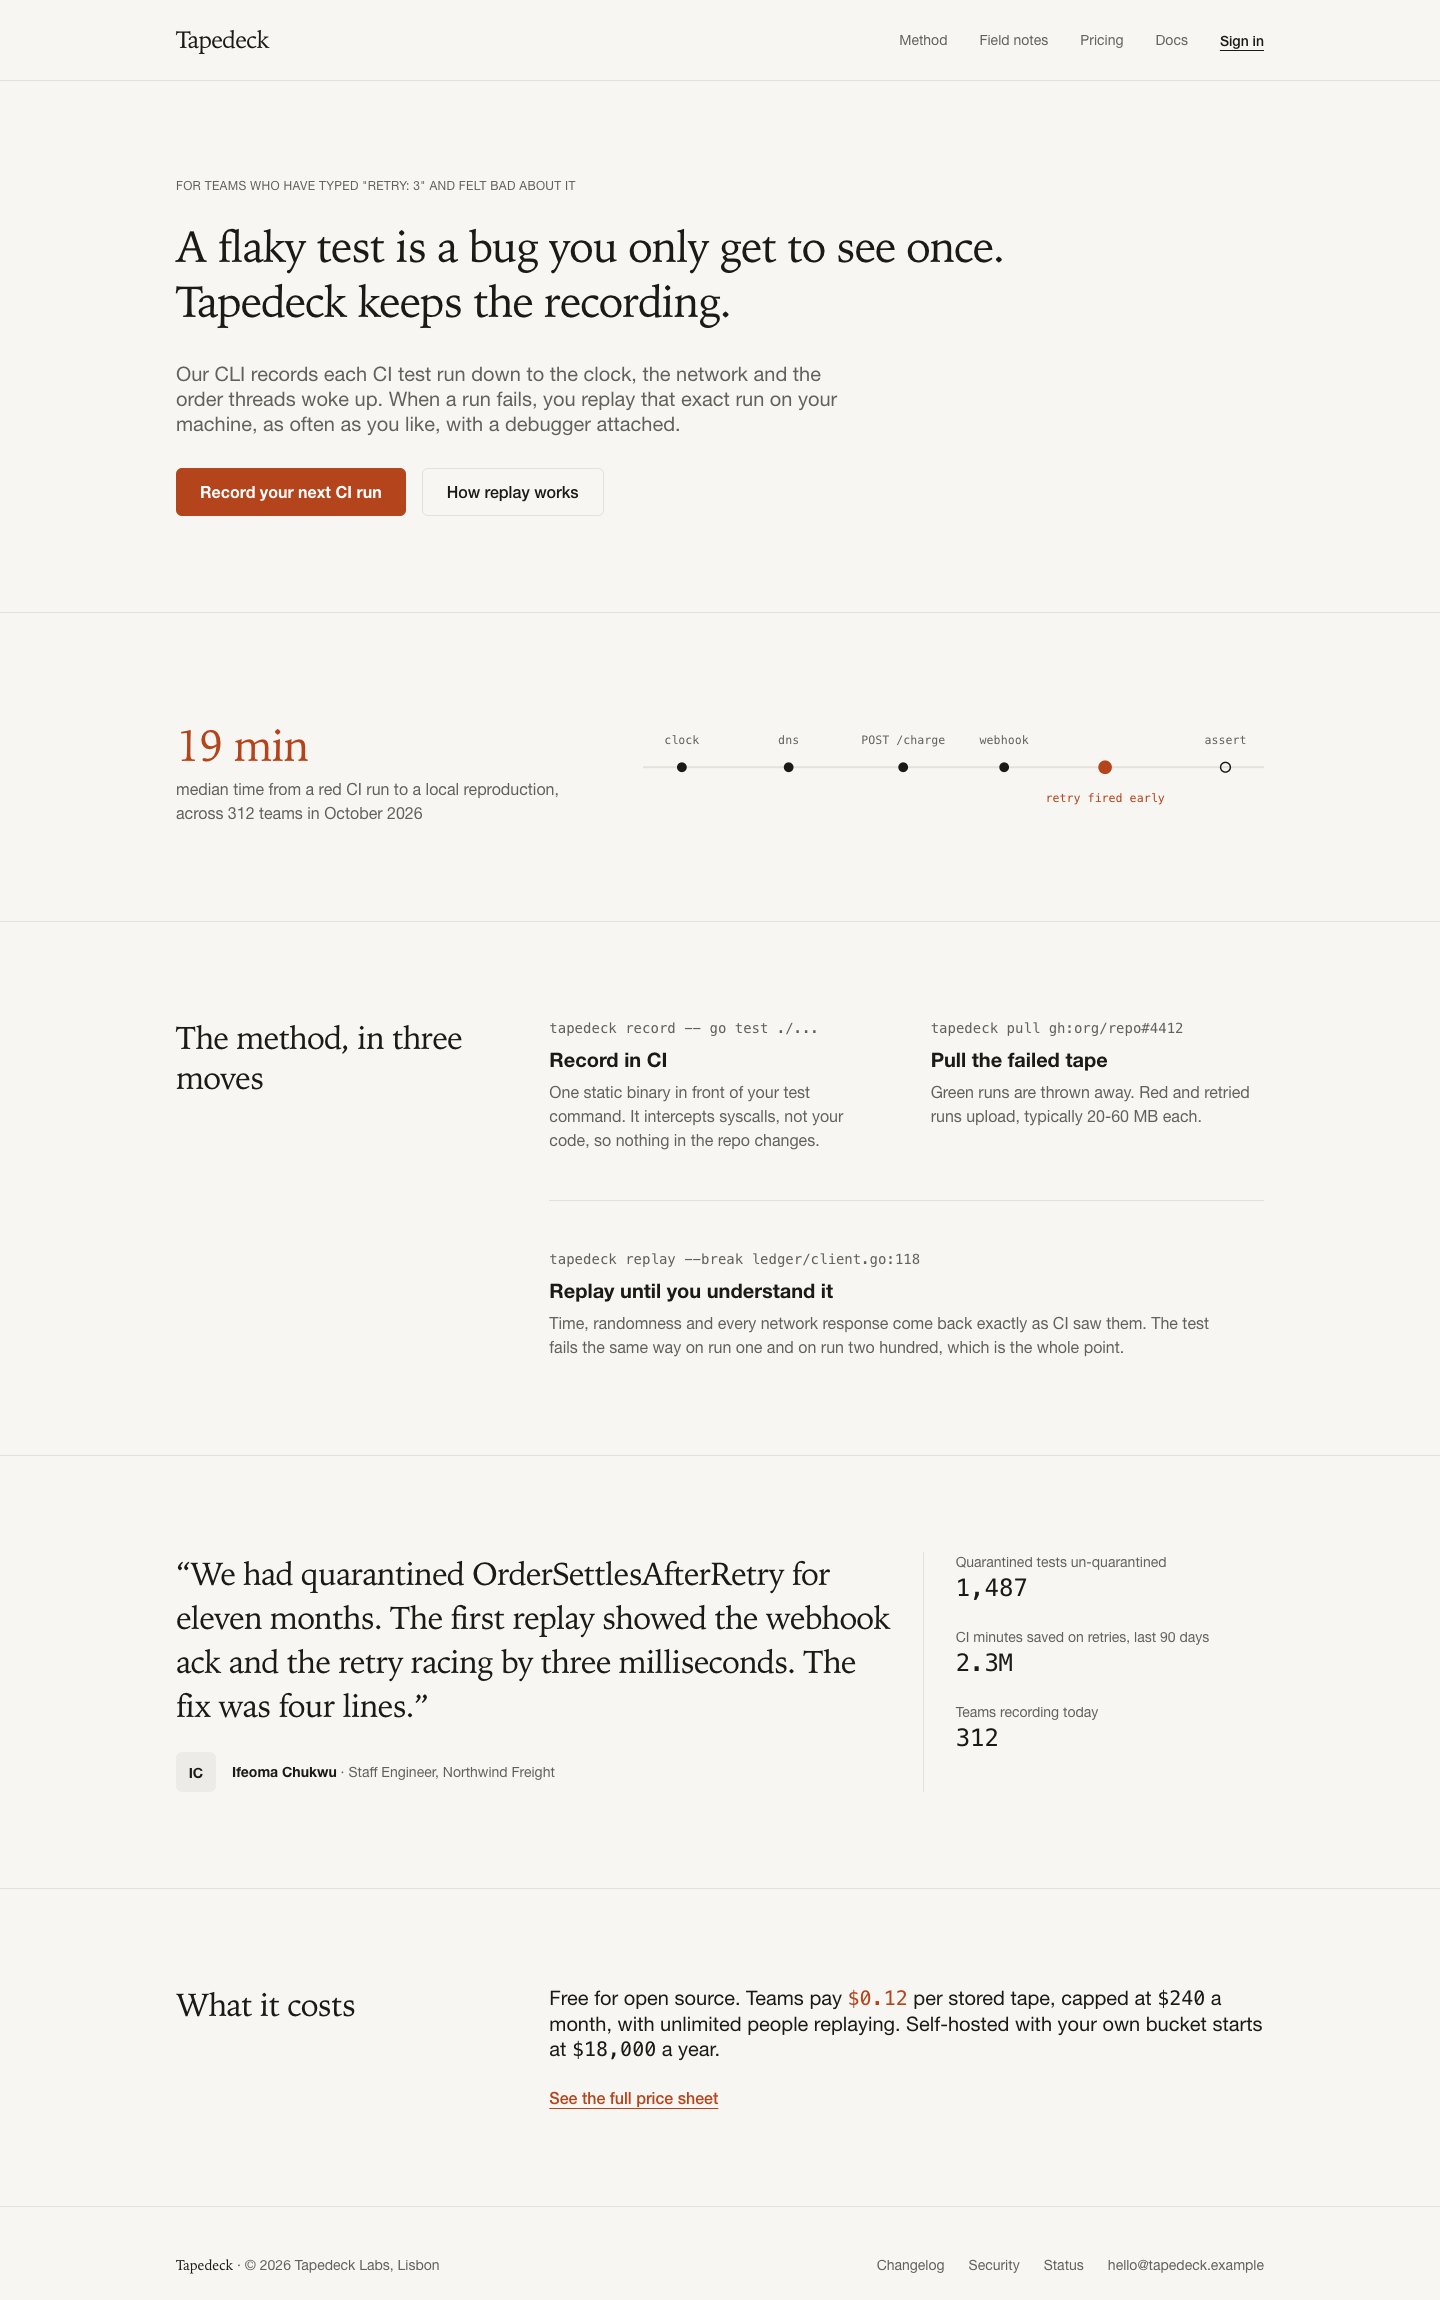 Tapedeck
Method
Field notes
Pricing
Docs
Sign in
FOR TEAMS WHO HAVE TYPED "RETRY: 3" AND FELT BAD ABOUT IT
A flaky test is a bug you only get to see once.
Tapedeck keeps the recording.
Our CLI records each CI test run down to the clock, the network and the
order threads woke up. When a run fails, you replay that exact run on your
machine, as often as you like, with a debugger attached.
Record your next CI run
How replay works
19 min
median time from a red CI run to a local reproduction,
across 312 teams in October 2026
clock
dns
POST /charge
webhook
assert
retry fired early
The method, in three
moves
tapedeck record -- go test ./...
Record in CI
One static binary in front of your test
command. It intercepts syscalls, not your
code, so nothing in the repo changes.
tapedeck pull gh:org/repo#4412
Pull the failed tape
Green runs are thrown away. Red and retried
runs upload, typically 20-60 MB each.
tapedeck replay --break ledger/client.go:118
Replay until you understand it
Time, randomness and every network response come back exactly as CI saw them. The test
fails the same way on run one and on run two hundred, which is the whole point.
“We had quarantined OrderSettlesAfterRetry for
eleven months. The first replay showed the webhook
ack and the retry racing by three milliseconds. The
fix was four lines.”
IC
Ifeoma Chukwu · Staff Engineer, Northwind Freight
Quarantined tests un-quarantined
1,487
CI minutes saved on retries, last 90 days
2.3M
Teams recording today
312
What it costs
Free for open source. Teams pay $0.12 per stored tape, capped at $240 a
month, with unlimited people replaying. Self-hosted with your own bucket starts
at $18,000 a year.
See the full price sheet
Tapedeck · © 2026 Tapedeck Labs, Lisbon
Changelog
Security
Status
hello@tapedeck.example